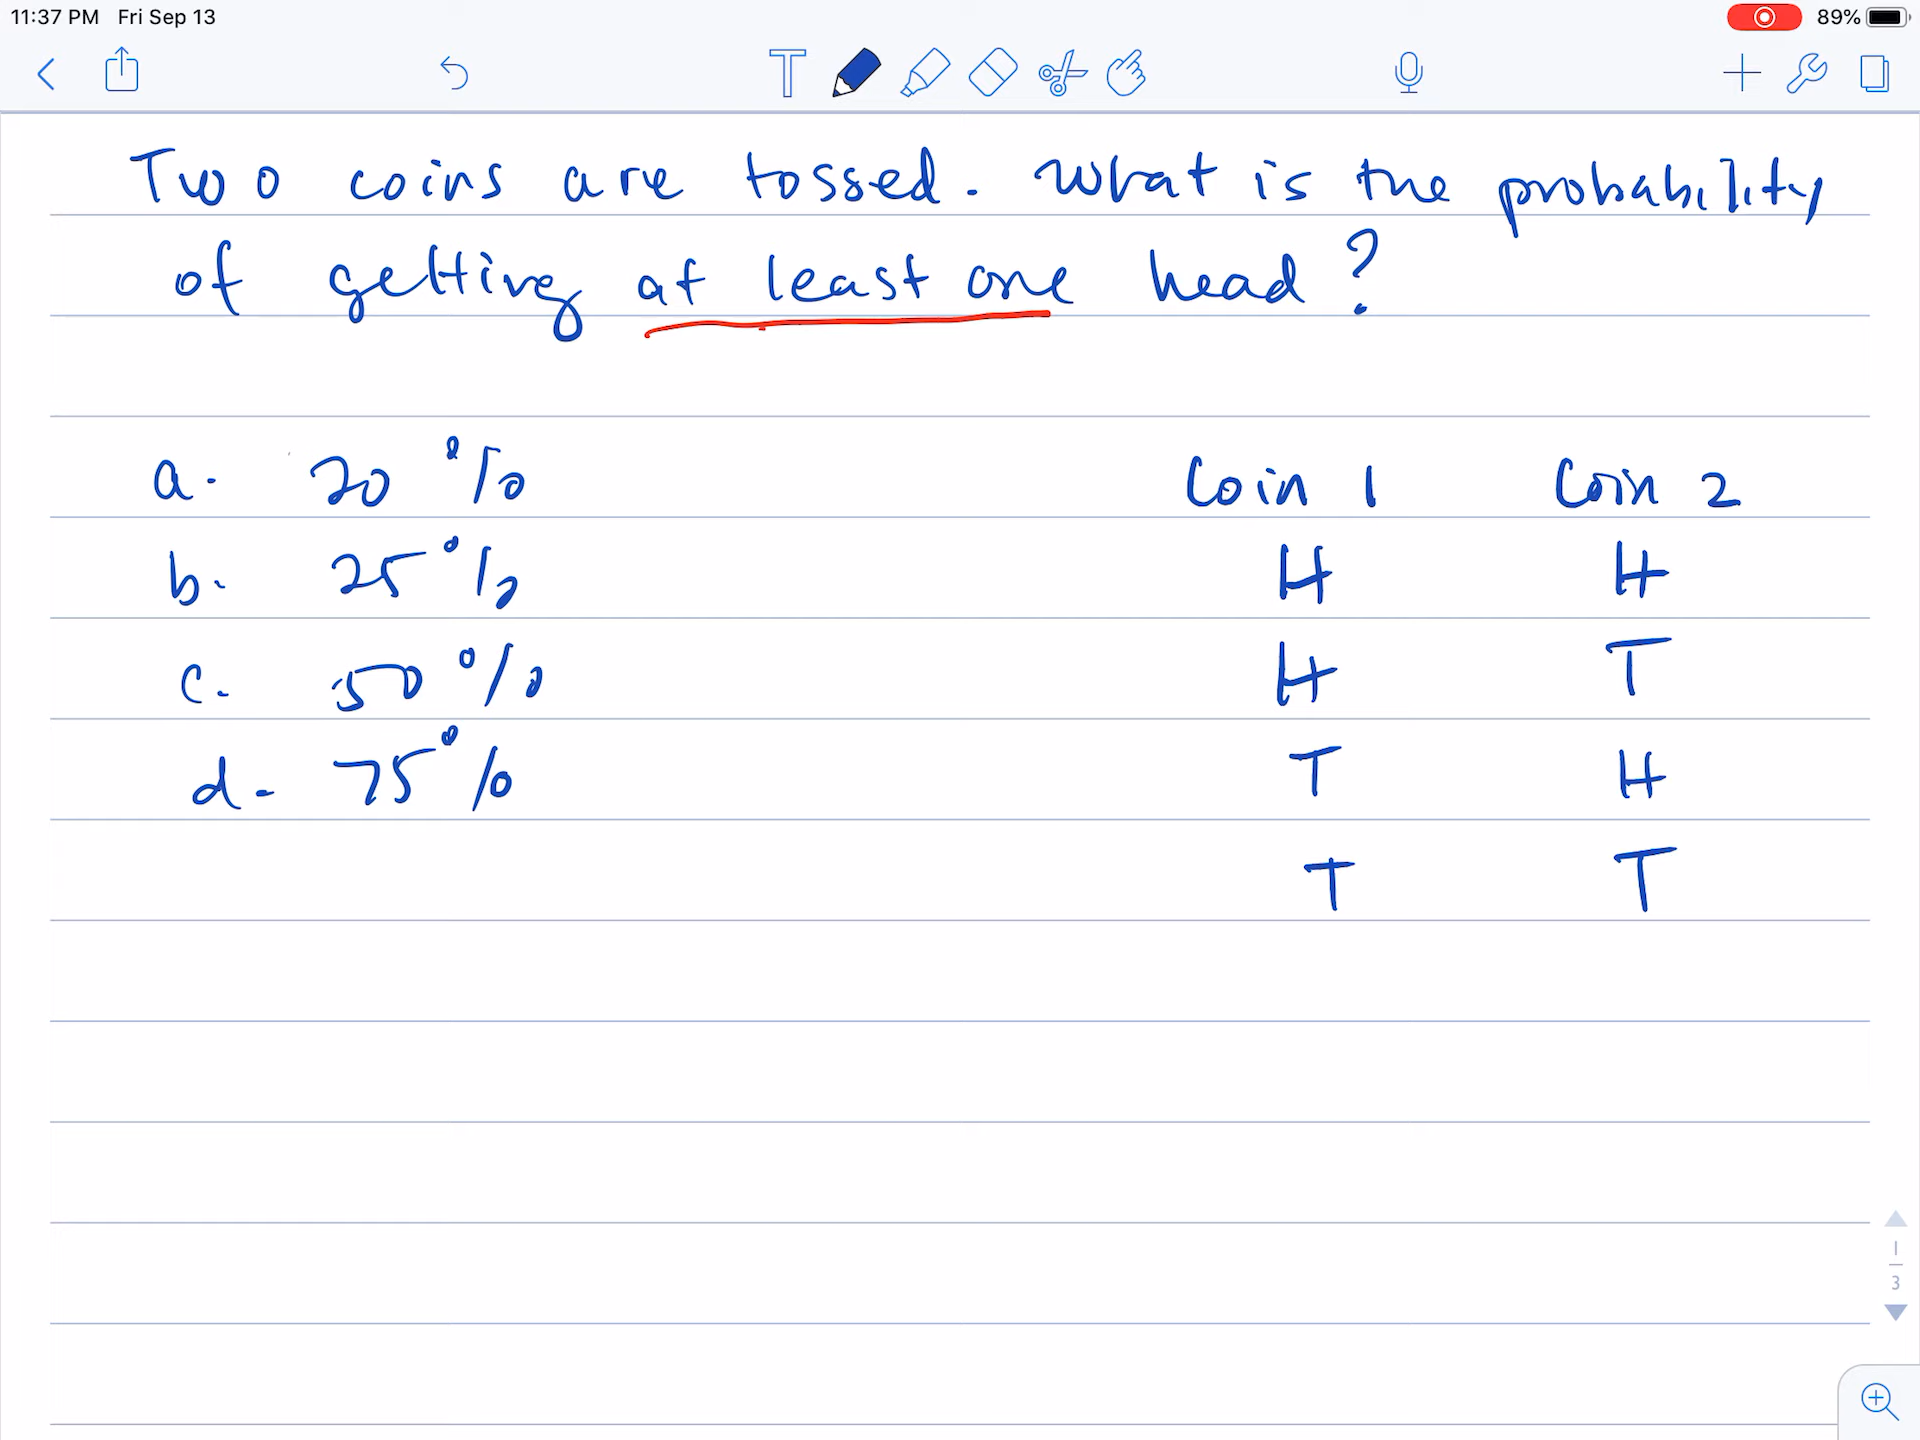 11:37 PM Fri Sep 13 89%
T
Two coins are tossed. What is the probability
of getting at least one head?
a. 20% Coin 1 Coin 2
b. 25% H H
c. 50% H T
d. 75% T H
T T
1
3